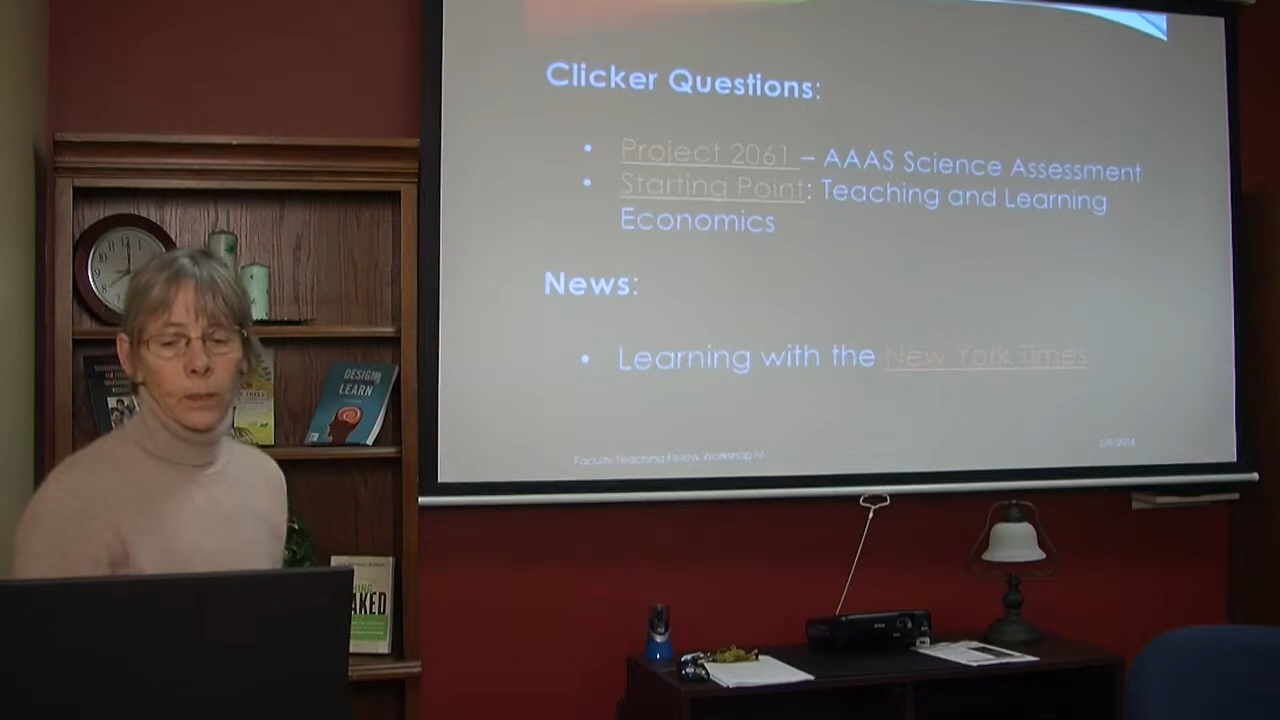 Clicker Questions:
• Project 2061 – AAAS Science Assessment
• Starting Point: Teaching and Learning
Economics
News:
• Learning with the New York Times
Faculty Teaching Fellow Workshop IV
DESIGN
LEARN
AKED